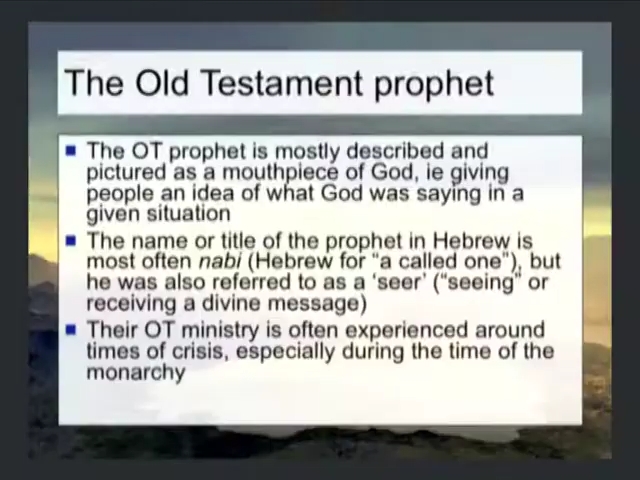 The Old Testament prophet
The OT prophet is mostly described and
pictured as a mouthpiece of God, ie giving
people an idea of what God was saying in a
given situation
The name or title of the prophet in Hebrew is
most often nabi (Hebrew for “a called one”), but
he was also referred to as a ‘seer’ (“seeing” or
receiving a divine message)
Their OT ministry is often experienced around
times of crisis, especially during the time of the
monarchy